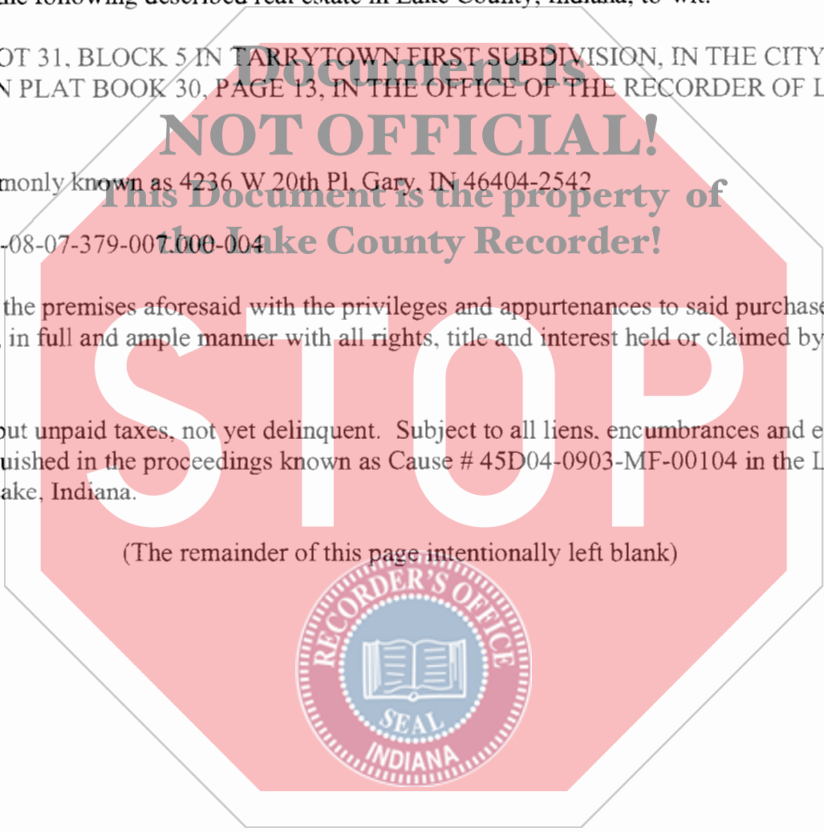 the following described real estate in Lake County, Indiana, to-wit:
OT 31, BLOCK 5 IN TARRYTOWN FIRST SUBDIVISION, IN THE CITY
N PLAT BOOK 30, PAGE 13, IN THE OFFICE OF THE RECORDER OF L
Document is
NOT OFFICIAL!
monly known as 4236 W 20th Pl, Gary, IN 46404-2542
This Document is the property of
-08-07-379-007.000-004
the Lake County Recorder!
the premises aforesaid with the privileges and appurtenances to said purchase
, in full and ample manner with all rights, title and interest held or claimed by
STOP
out unpaid taxes, not yet delinquent. Subject to all liens, encumbrances and e
uished in the proceedings known as Cause # 45D04-0903-MF-00104 in the L
ake, Indiana.
(The remainder of this page intentionally left blank)
RECORDER'S OFFICE
SEAL
INDIANA